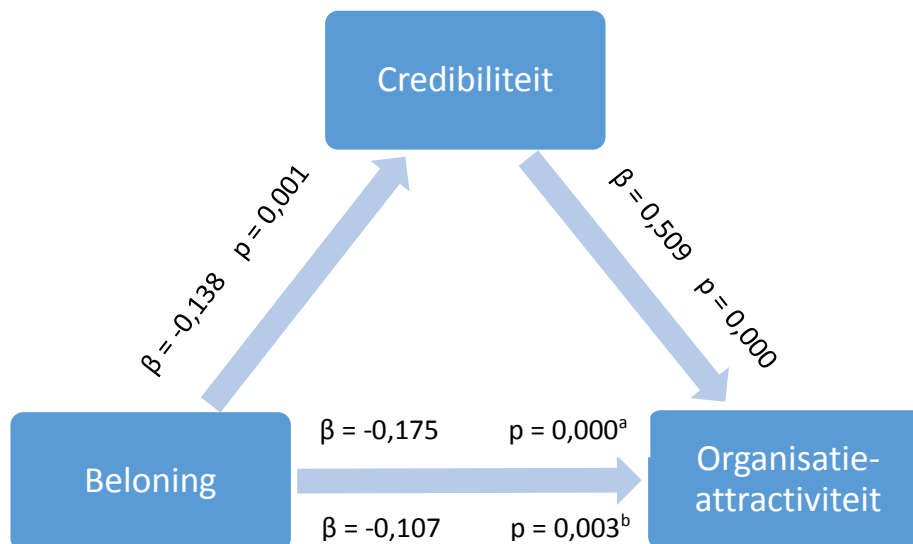 Credibiliteit
β = -0,138 p = 0,001
β = 0,509 p = 0,000
Beloning
β = -0,175 p = 0,000ᵃ
β = -0,107 p = 0,003ᵇ
Organisatie-
attractiviteit